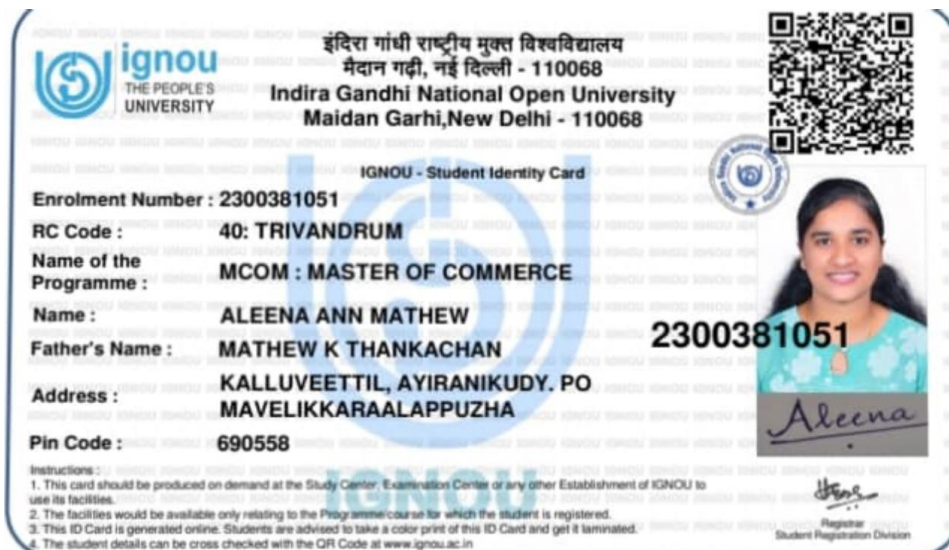 ignou
THE PEOPLE'S
UNIVERSITY
इंदिरा गांधी राष्ट्रीय मुक्त विश्वविद्यालय
मैदान गढ़ी, नई दिल्ली - 110068
Indira Gandhi National Open University
Maidan Garhi,New Delhi - 110068
IGNOU - Student Identity Card
Enrolment Number : 2300381051
RC Code : 40: TRIVANDRUM
Name of the Programme : MCOM : MASTER OF COMMERCE
Name : ALEENA ANN MATHEW
Father's Name : MATHEW K THANKACHAN
Address : KALLUVEETTIL, AYIRANIKUDY. PO
MAVELIKKARAALAPPUZHA
Pin Code : 690558
2300381051
Aleena
Instructions :
1. This card should be produced on demand at the Study Center, Examination Center or any other Establishment of IGNOU to
use its facilities.
2. The facilities would be available only relating to the Programme course for which the student is registered.
3. This ID Card is generated online. Students are advised to take a color print of this ID Card and get it laminated.
4. The student details can be cross checked with the QR Code at www.ignou.ac.in
Registrar
Student Registration Division
IGNOU